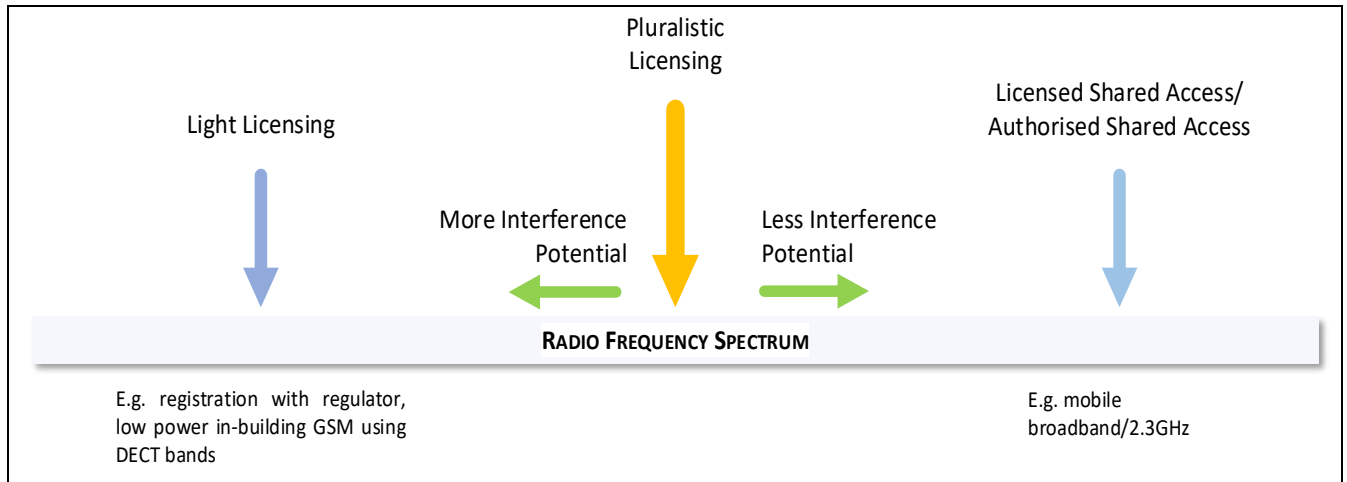 Pluralistic
Licensing
Light Licensing
Licensed Shared Access/
Authorised Shared Access
More Interference
Potential
Less Interference
Potential
RADIO FREQUENCY SPECTRUM
E.g. registration with regulator,
low power in-building GSM using
DECT bands
E.g. mobile
broadband/2.3GHz